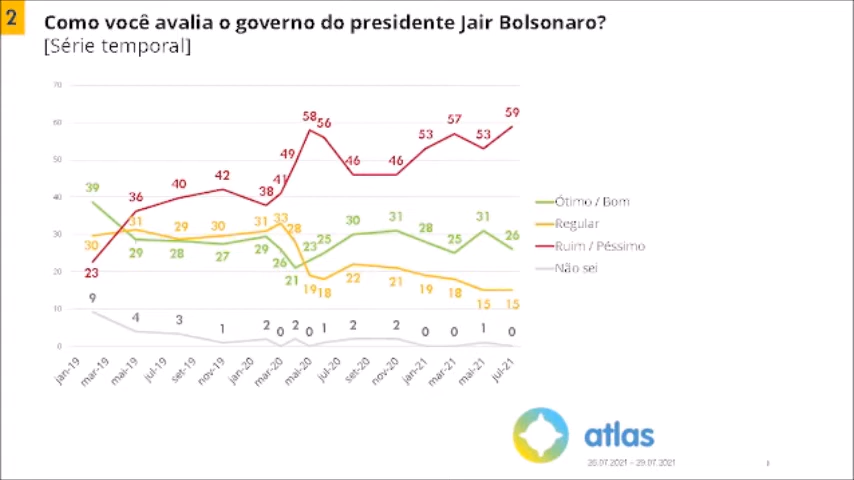 2
Como você avalia o governo do presidente Jair Bolsonaro?
[Série temporal]
70
60
50
40
30
20
10
0
39 29 28 27 29 26 21 23 25 30 31 28 25 31 26
30 31 29 30 31 33 28 19 18 22 21 19 18 15 15
23 36 40 42 38 41 49 58 56 46 46 53 57 53 59
9 4 3 1 2 0 2 0 1 2 2 0 0 1 0
jan-19 mar-19 mai-19 jul-19 set-19 nov-19 jan-20 mar-20 mai-20 jul-20 set-20 nov-20 jan-21 mar-21 mai-21 jul-21
Ótimo / Bom
Regular
Ruim / Péssimo
Não sei
atlas
26.07.2021 – 29.07.2021